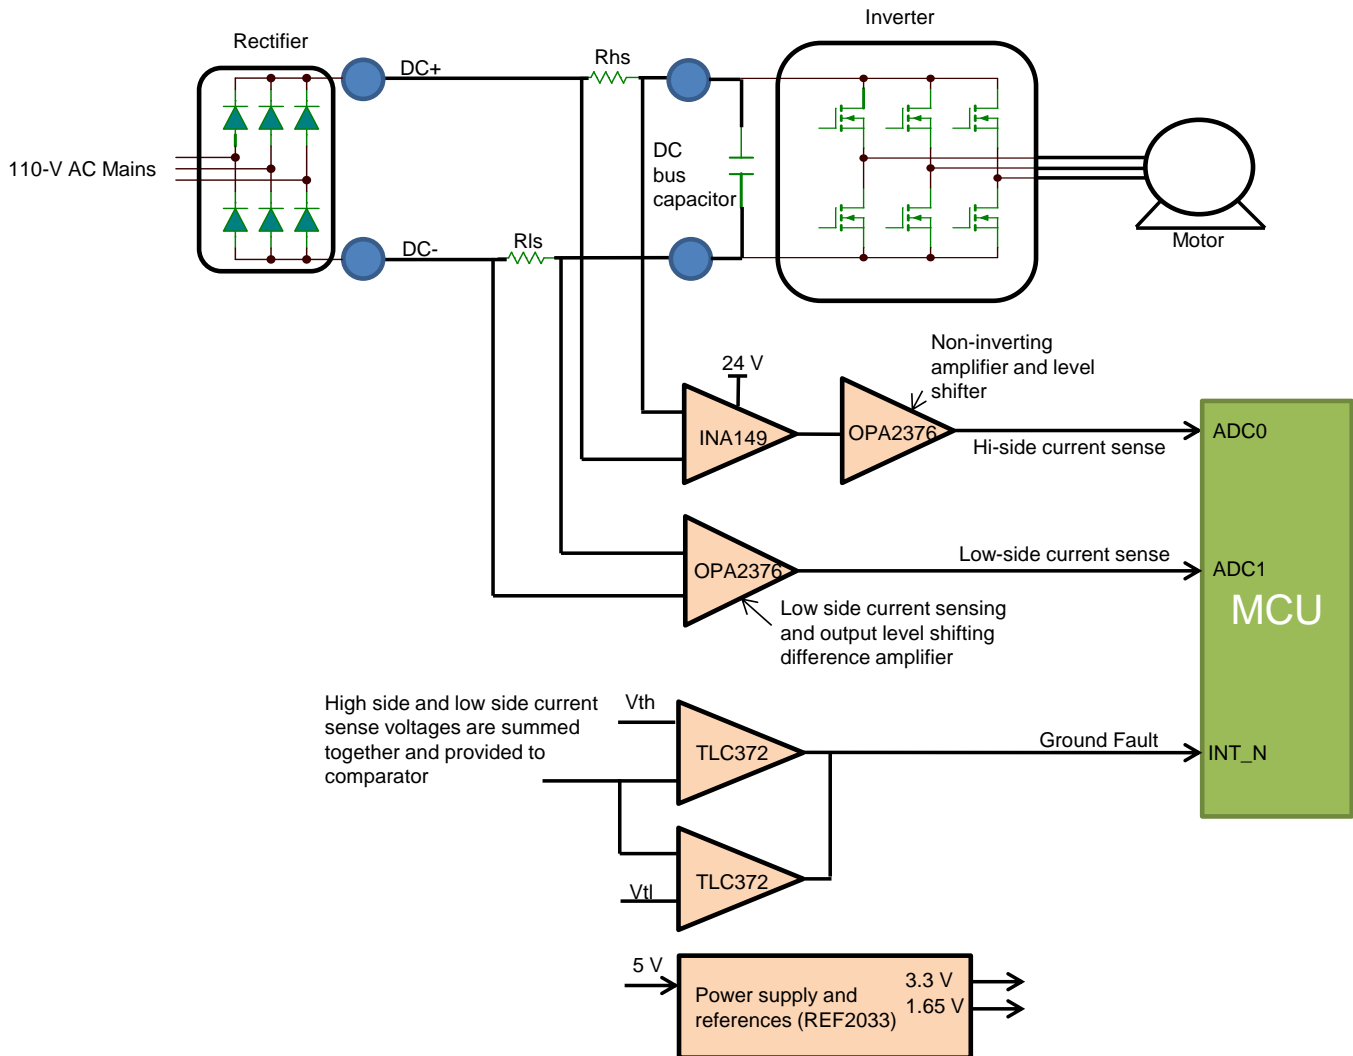 Inverter
Rectifier
DC+
Rhs
110-V AC Mains
DC
bus
capacitor
DC-
Rls
Motor
24 V
Non-inverting
amplifier and level
shifter
INA149
OPA2376
Hi-side current sense
ADC0
OPA2376
Low-side current sense
ADC1
MCU
Low side current sensing
and output level shifting
difference amplifier
High side and low side current
sense voltages are summed
together and provided to
comparator
Vth
TLC372
Ground Fault
INT_N
TLC372
Vtl
5 V
Power supply and
references (REF2033)
3.3 V
1.65 V